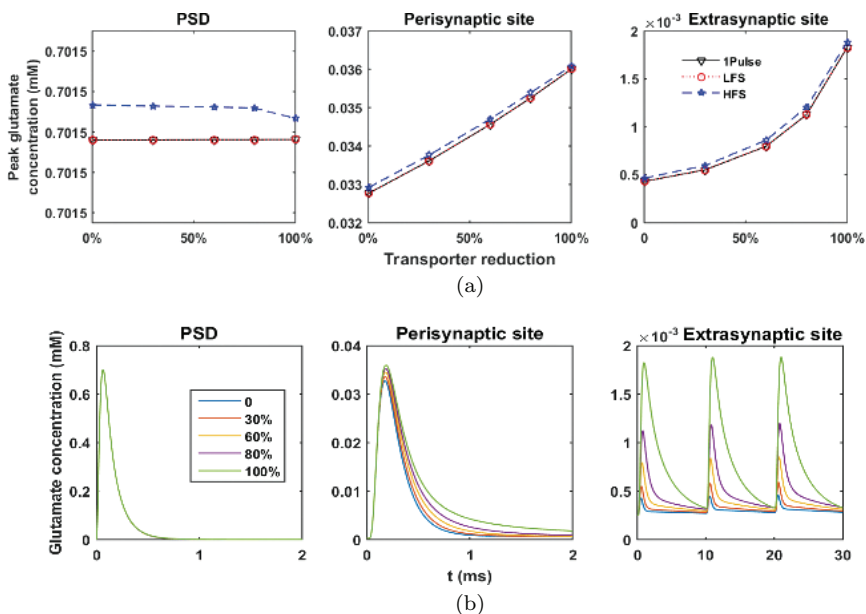 PSD
Perisynaptic site
Extrasynaptic site
Peak glutamate
concentration (mM)
0.7015
0.7015
0.7015
0.7015
0.7015
0% 50% 100%
0.036
0.035
0.034
0.033
0.032
0% 50% 100%
× 10⁻³
2
1.5
1
0.5
0
0 50% 100%
1Pulse
LFS
HFS
Transporter reduction
(a)
PSD
Perisynaptic site
Extrasynaptic site
Glutamate concentration (mM)
0.8
0.6
0.4
0.2
0
0 1 2
0
30%
60%
80%
100%
0.04
0.03
0.02
0.01
0
0 1 2
× 10⁻³
2
1.5
1
0.5
0
0 10 20 30
t (ms)
(b)